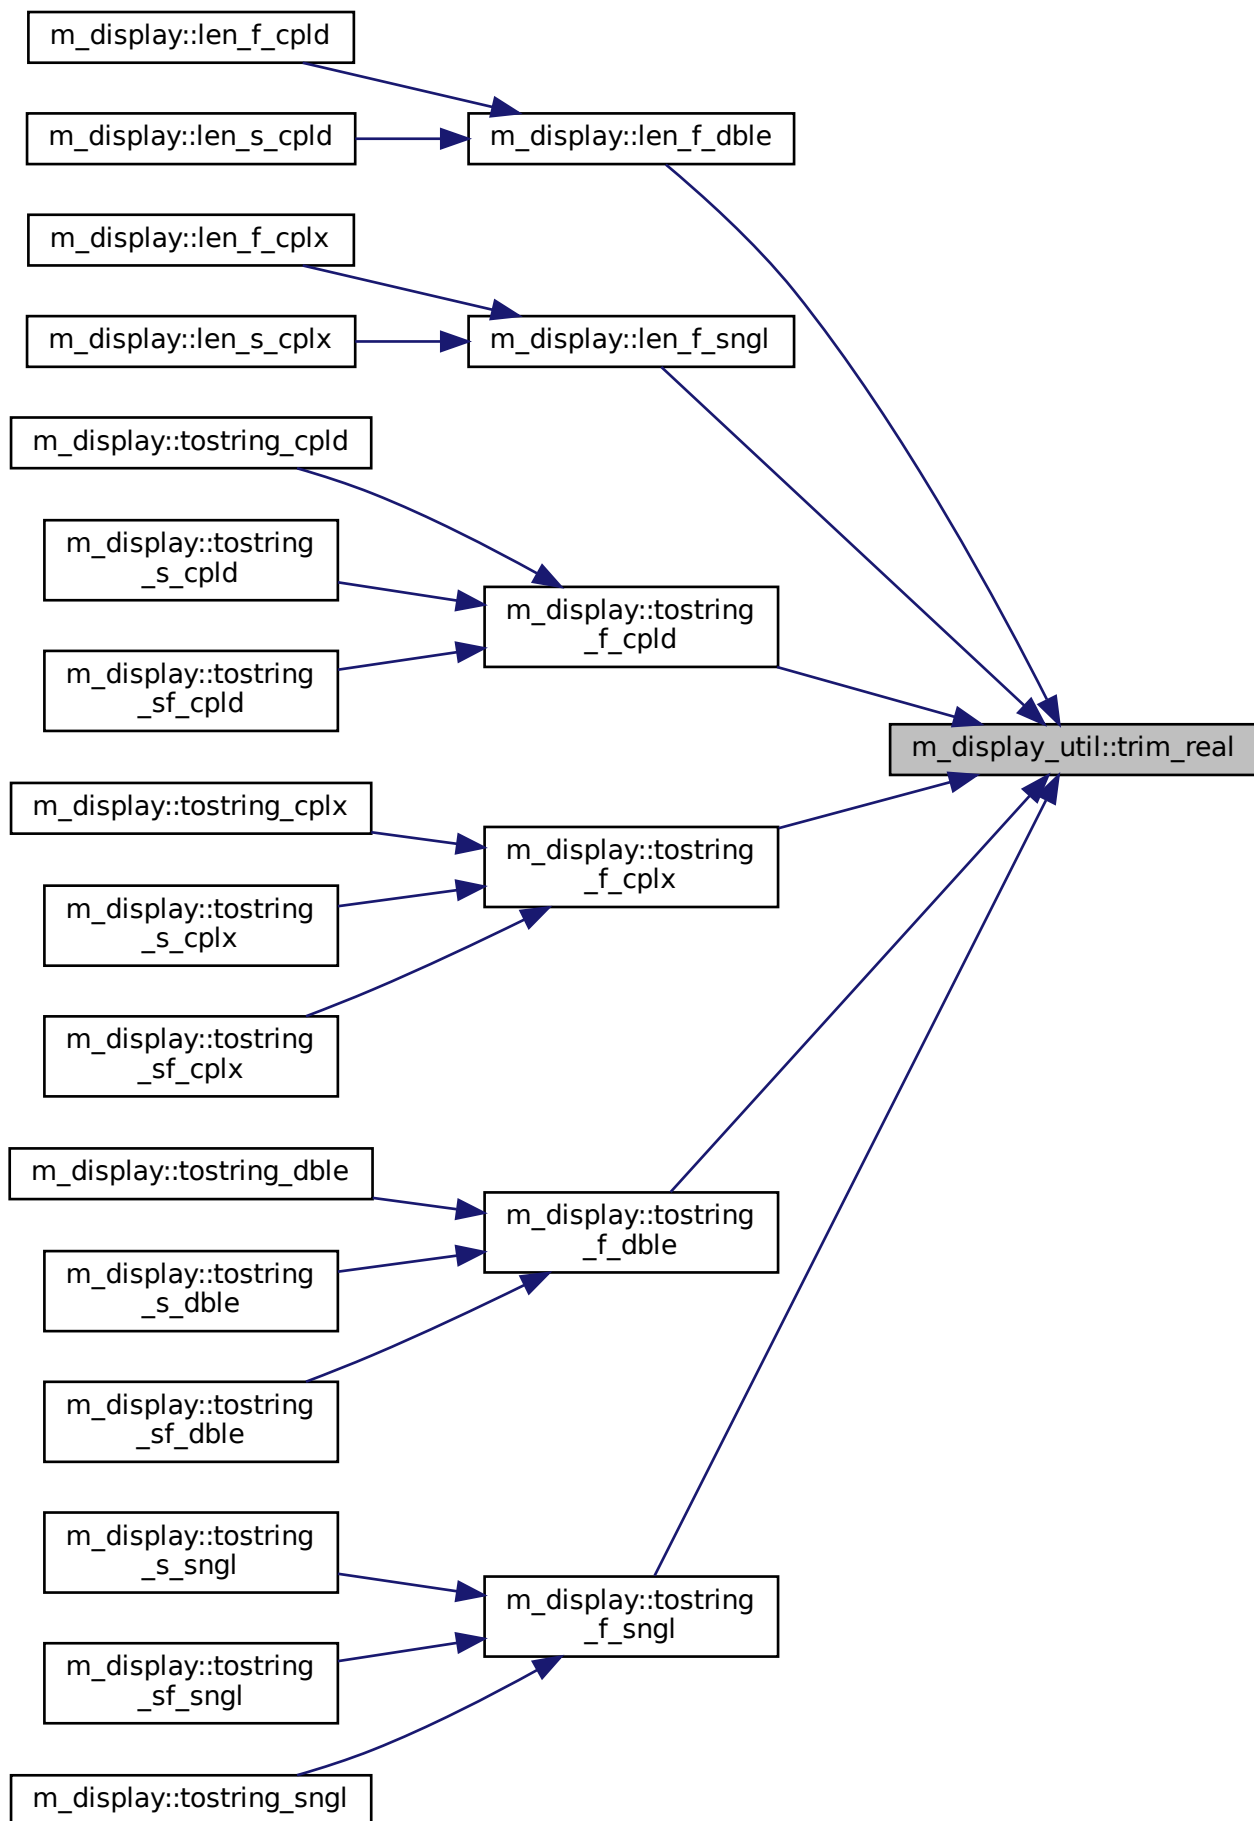 m_display::len_f_cpld
m_display::len_s_cpld
m_display::len_f_dble
m_display::len_f_cplx
m_display::len_s_cplx
m_display::len_f_sngl
m_display::tostring_cpld
m_display::tostring
_s_cpld
m_display::tostring
_f_cpld
m_display::tostring
_sf_cpld
m_display_util::trim_real
m_display::tostring_cplx
m_display::tostring
_f_cplx
m_display::tostring
_s_cplx
m_display::tostring
_sf_cplx
m_display::tostring_dble
m_display::tostring
_f_dble
m_display::tostring
_s_dble
m_display::tostring
_sf_dble
m_display::tostring
_s_sngl
m_display::tostring
_f_sngl
m_display::tostring
_sf_sngl
m_display::tostring_sngl